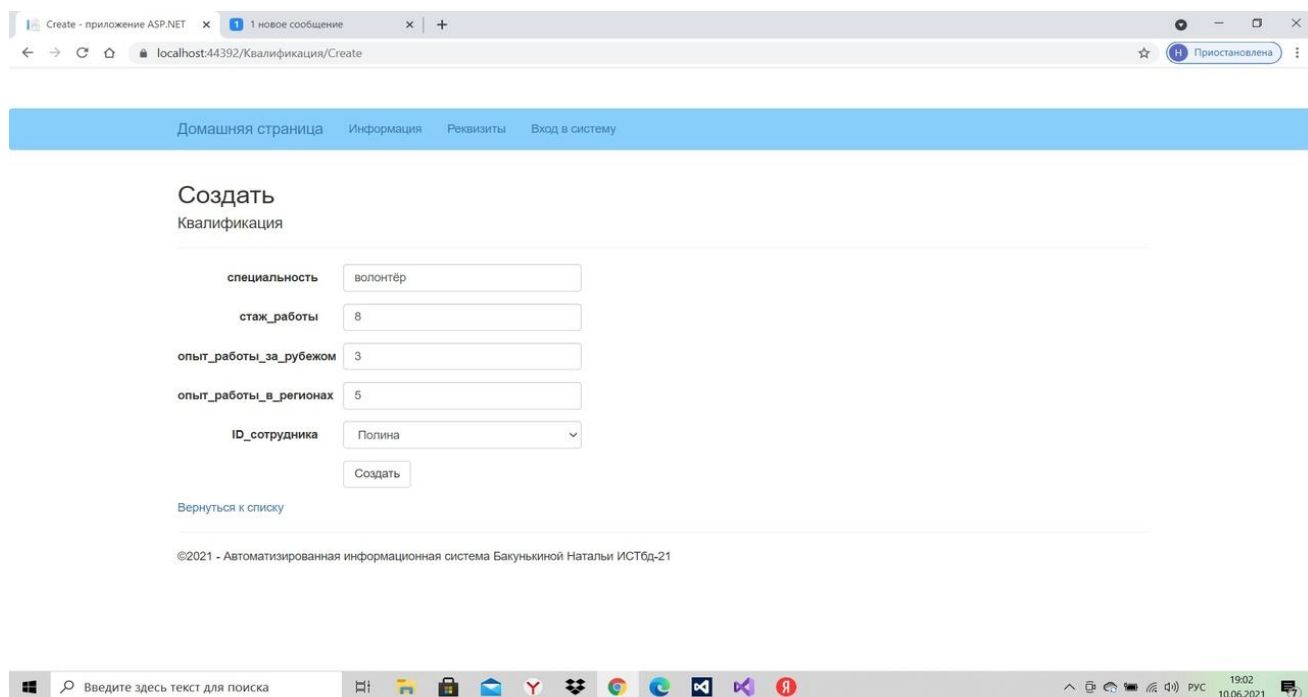 Create - приложение ASP.NET
1 1 новое сообщение
localhost:44392/Квалификация/Create
Н Приостановлена
Домашняя страница Информация Реквизиты Вход в систему
Создать
Квалификация
специальность волонтёр
стаж_работы 8
опыт_работы_за_рубежом 3
опыт_работы_в_регионах 5
ID_сотрудника Полина
Создать
Вернуться к списку
©2021 - Автоматизированная информационная система Бакунькиной Натальи ИСТбд-21
Введите здесь текст для поиска
РУС
19:02
10.06.2021